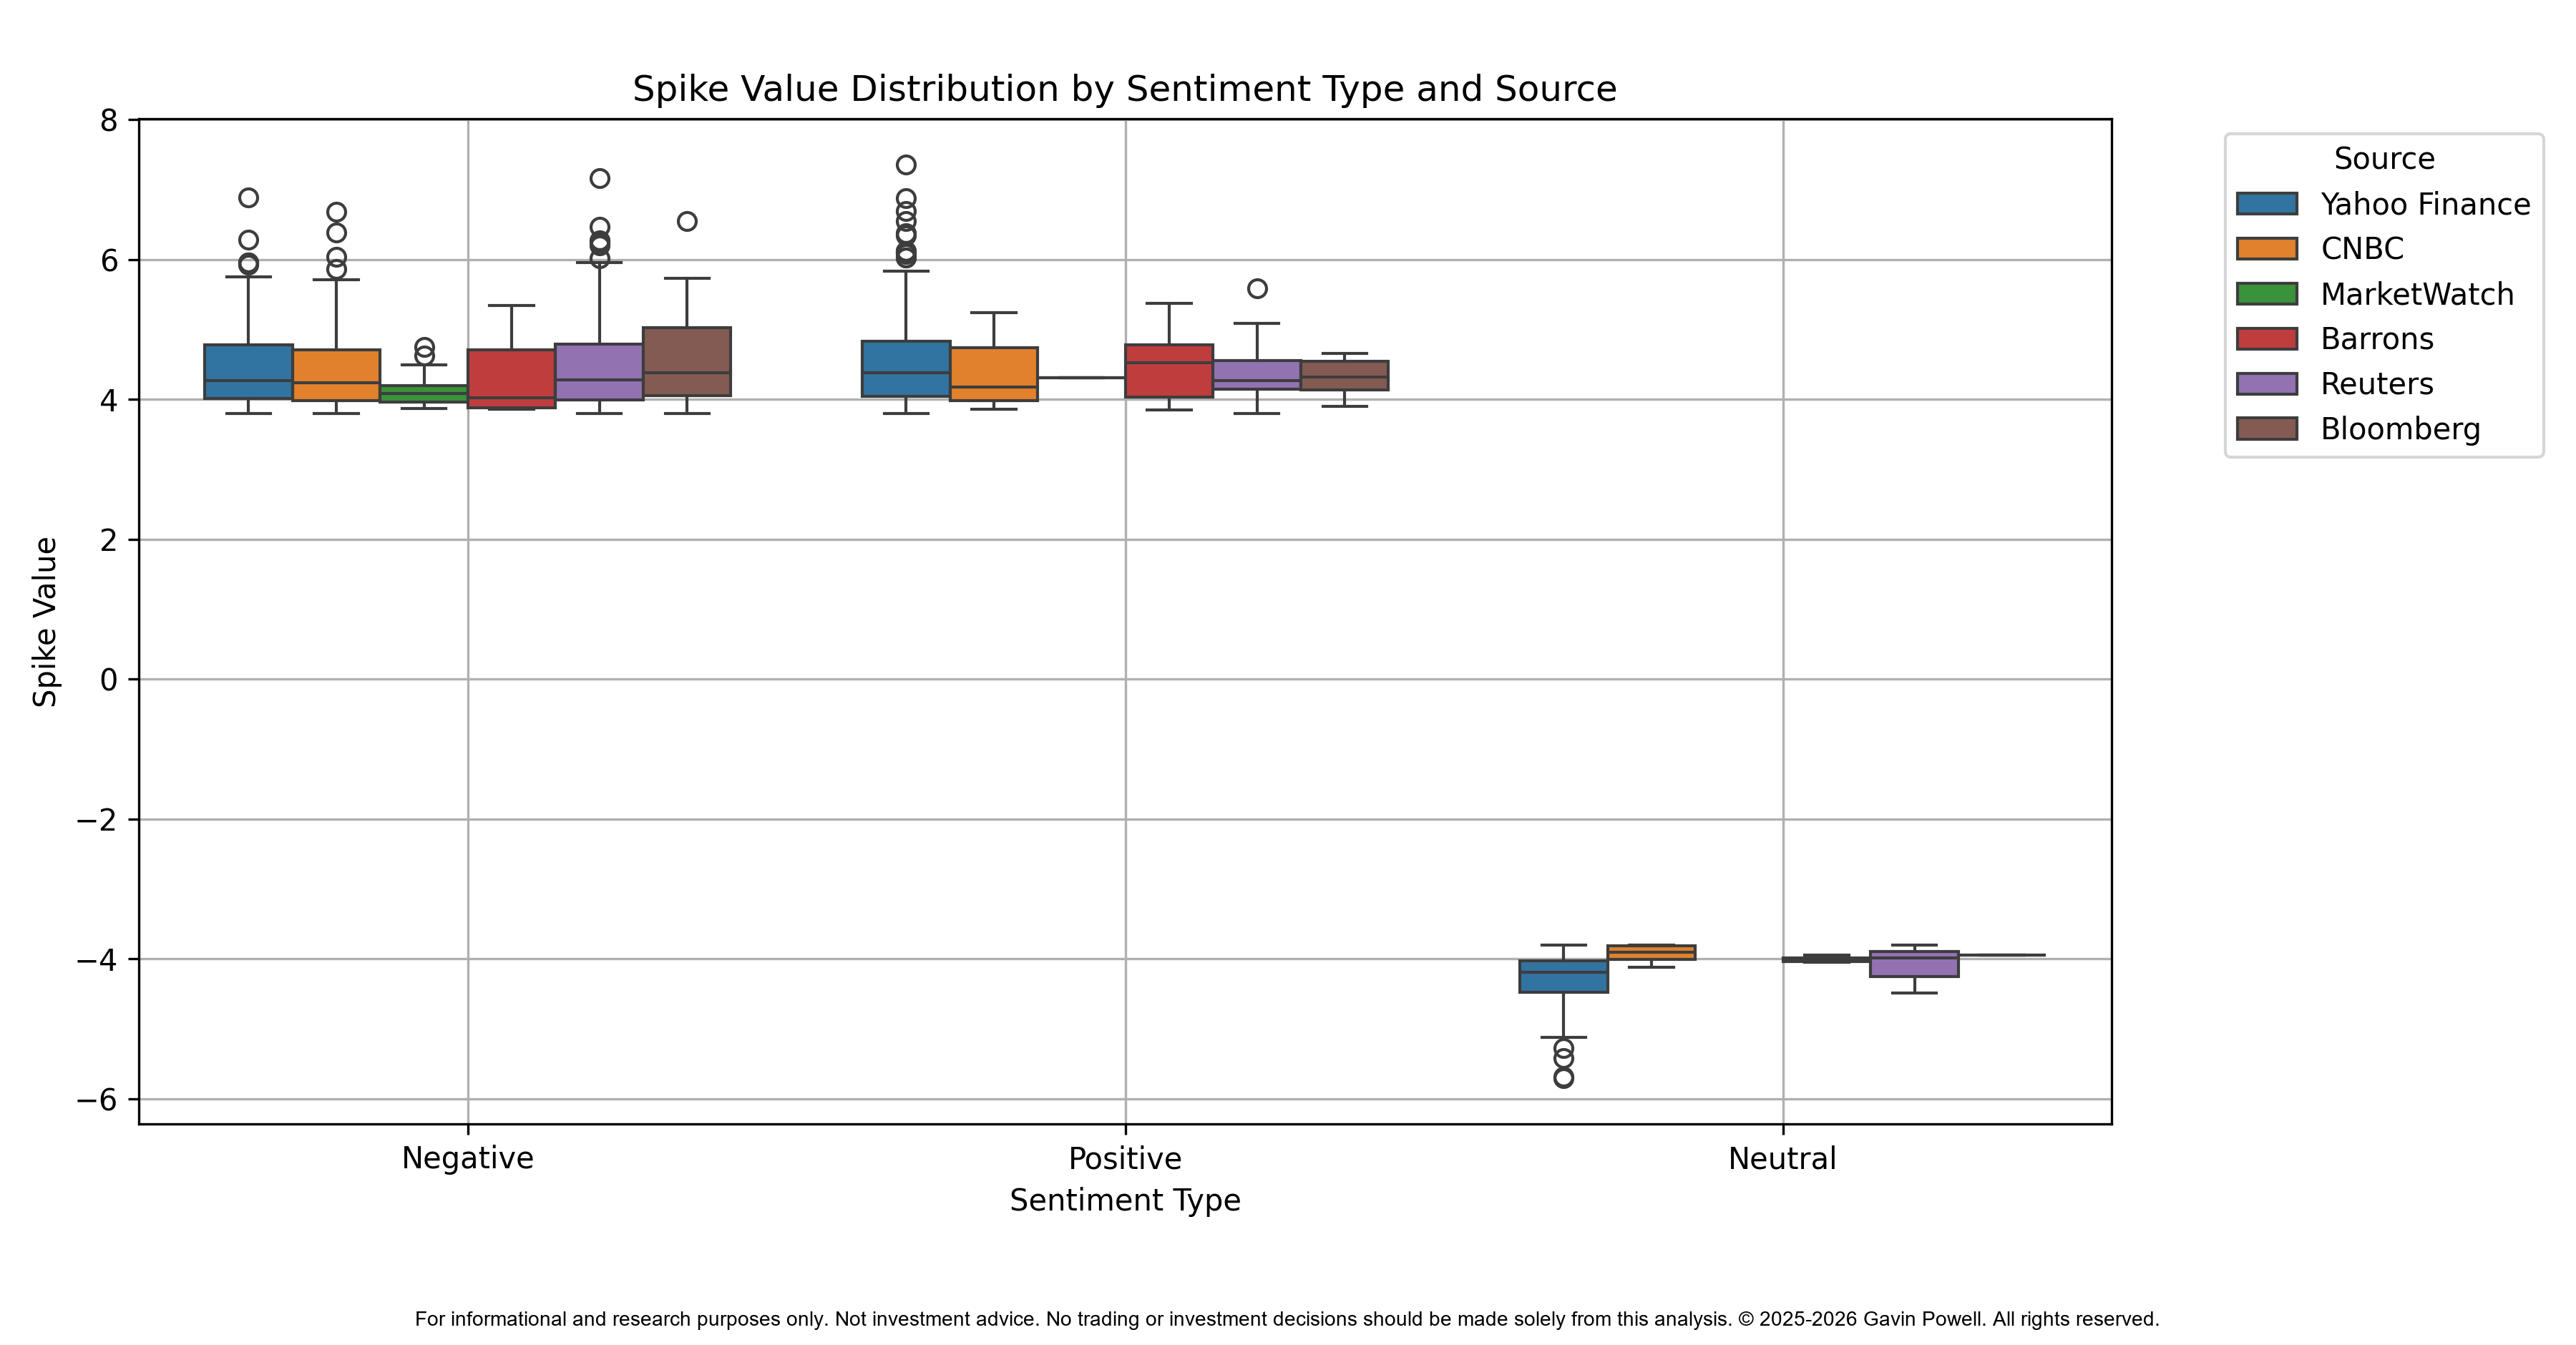 Spike Value Distribution by Sentiment Type and Source
8
6
4
2
0
−2
−4
−6
Spike Value
Negative
Positive
Neutral
Sentiment Type
Source
Yahoo Finance
CNBC
MarketWatch
Barrons
Reuters
Bloomberg
For informational and research purposes only. Not investment advice. No trading or investment decisions should be made solely from this analysis. © 2025-2026 Gavin Powell. All rights reserved.